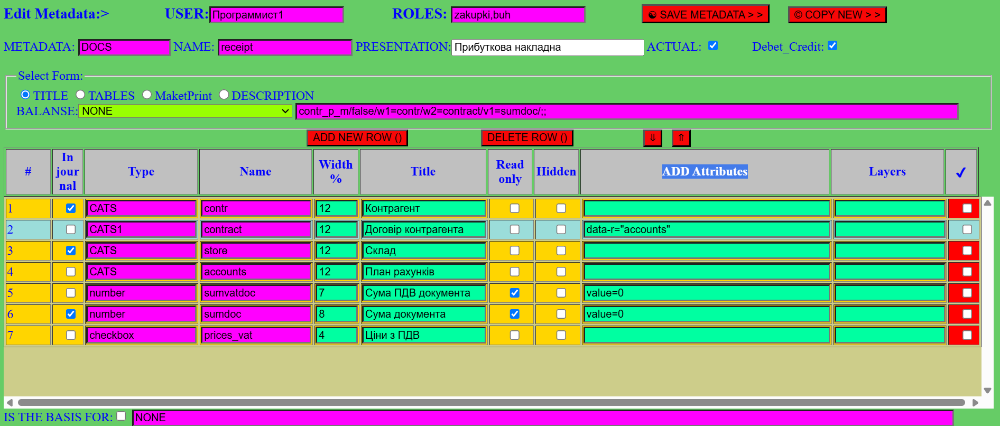 Edit Metadata:> USER: Программист1 ROLES: zakupki,buh ☯ SAVE METADATA > > © COPY NEW > >
METADATA: DOCS NAME: receipt PRESENTATION: Прибуткова накладна ACTUAL: Debet_Credit:
Select Form:
TITLE TABLES MaketPrint DESCRIPTION
BALANSE: NONE contr_p_m/false/w1=contr/w2=contract/v1=sumdoc/;;
ADD NEW ROW () DELETE ROW () ⇓ ⇑
# In jour nal Type Name Width % Title Read only Hidden ADD Attributes Layers ✔
1 CATS contr 12 Контрагент
2 CATS1 contract 12 Договір контрагента data-r="accounts"
3 CATS store 12 Склад
4 CATS accounts 12 План рахунків
5 number sumvatdoc 7 Сума ПДВ документа value=0
6 number sumdoc 8 Сума документа value=0
7 checkbox prices_vat 4 Ціни з ПДВ
IS THE BASIS FOR: NONE